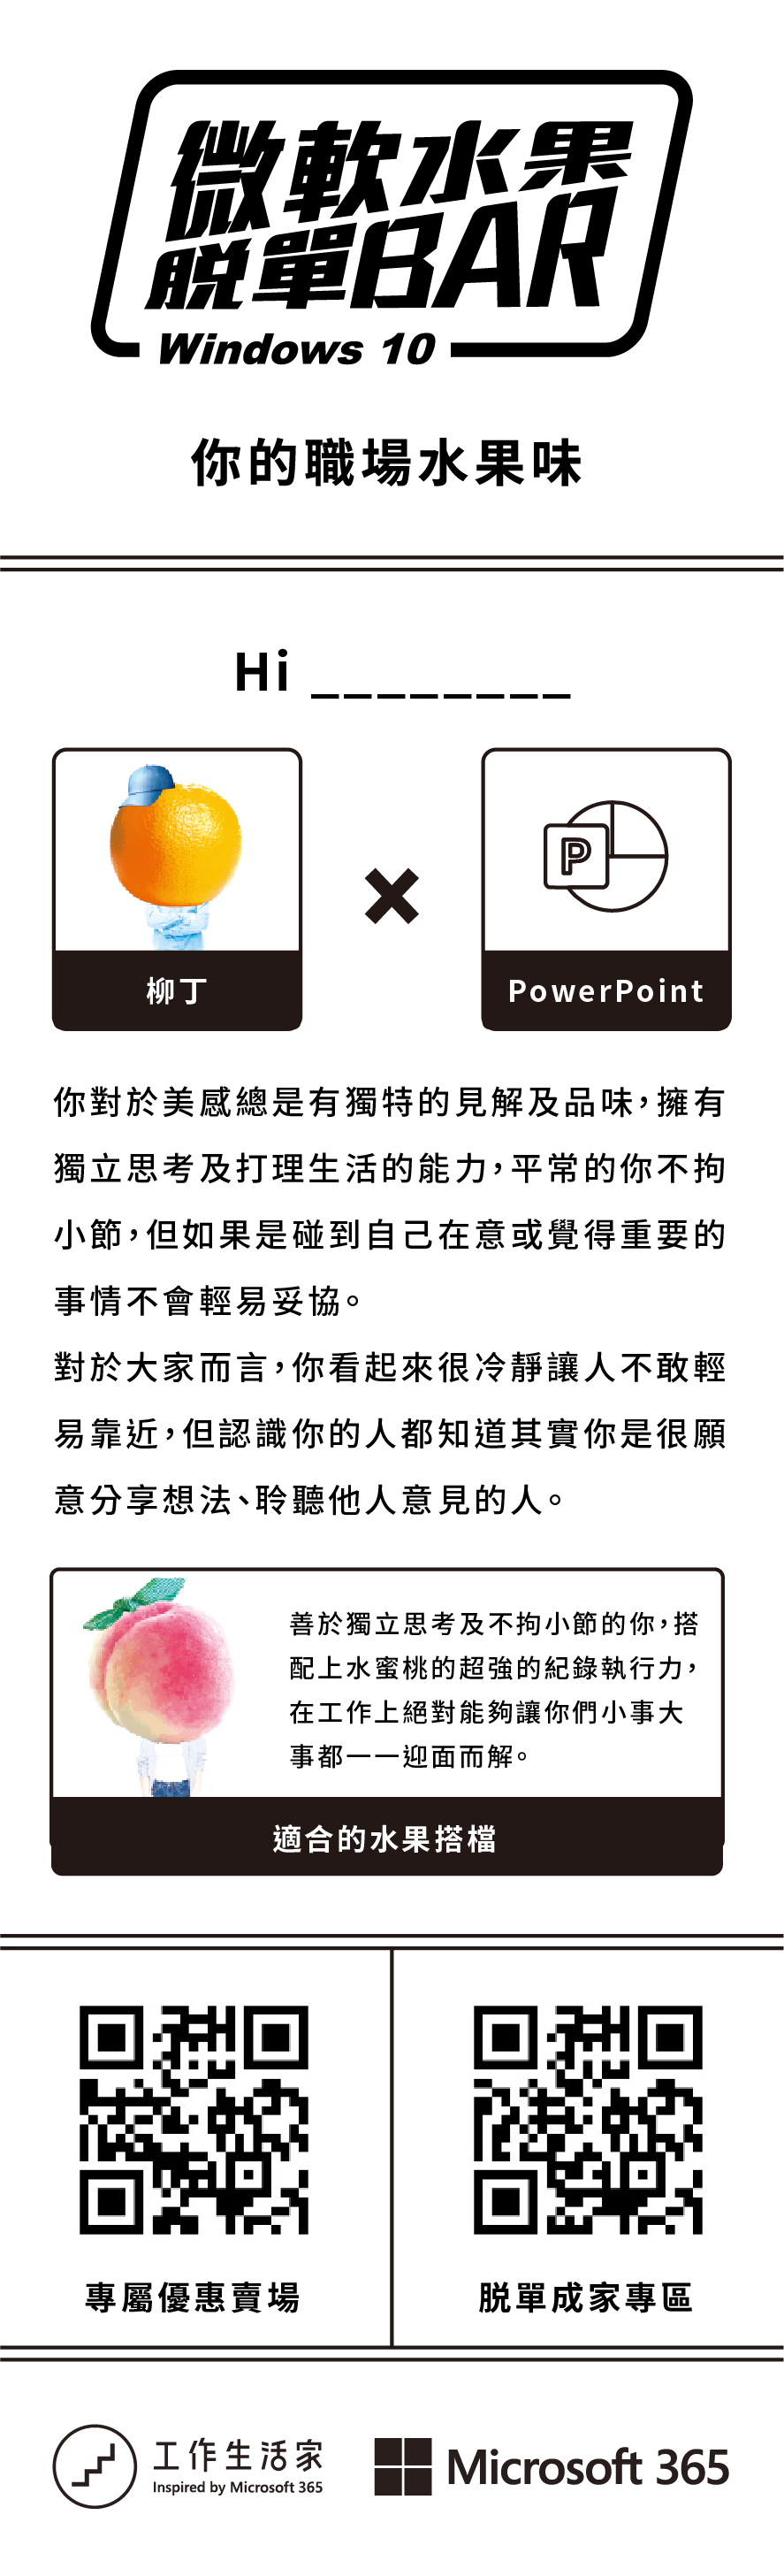 微軟水果
脱單BAR
Windows 10
你的職場水果味
Hi ________
柳丁
P
PowerPoint
你對於美感總是有獨特的見解及品味，擁有
獨立思考及打理生活的能力，平常的你不拘
小節，但如果是碰到自己在意或覺得重要的
事情不會輕易妥協。
對於大家而言，你看起來很冷靜讓人不敢輕
易靠近，但認識你的人都知道其實你是很願
意分享想法、聆聽他人意見的人。
善於獨立思考及不拘小節的你，搭
配上水蜜桃的超強的紀錄執行力，
在工作上絕對能夠讓你們小事大
事都一一迎面而解。
適合的水果搭檔
專屬優惠賣場
脱單成家專區
工作生活家
Inspired by Microsoft 365
Microsoft 365